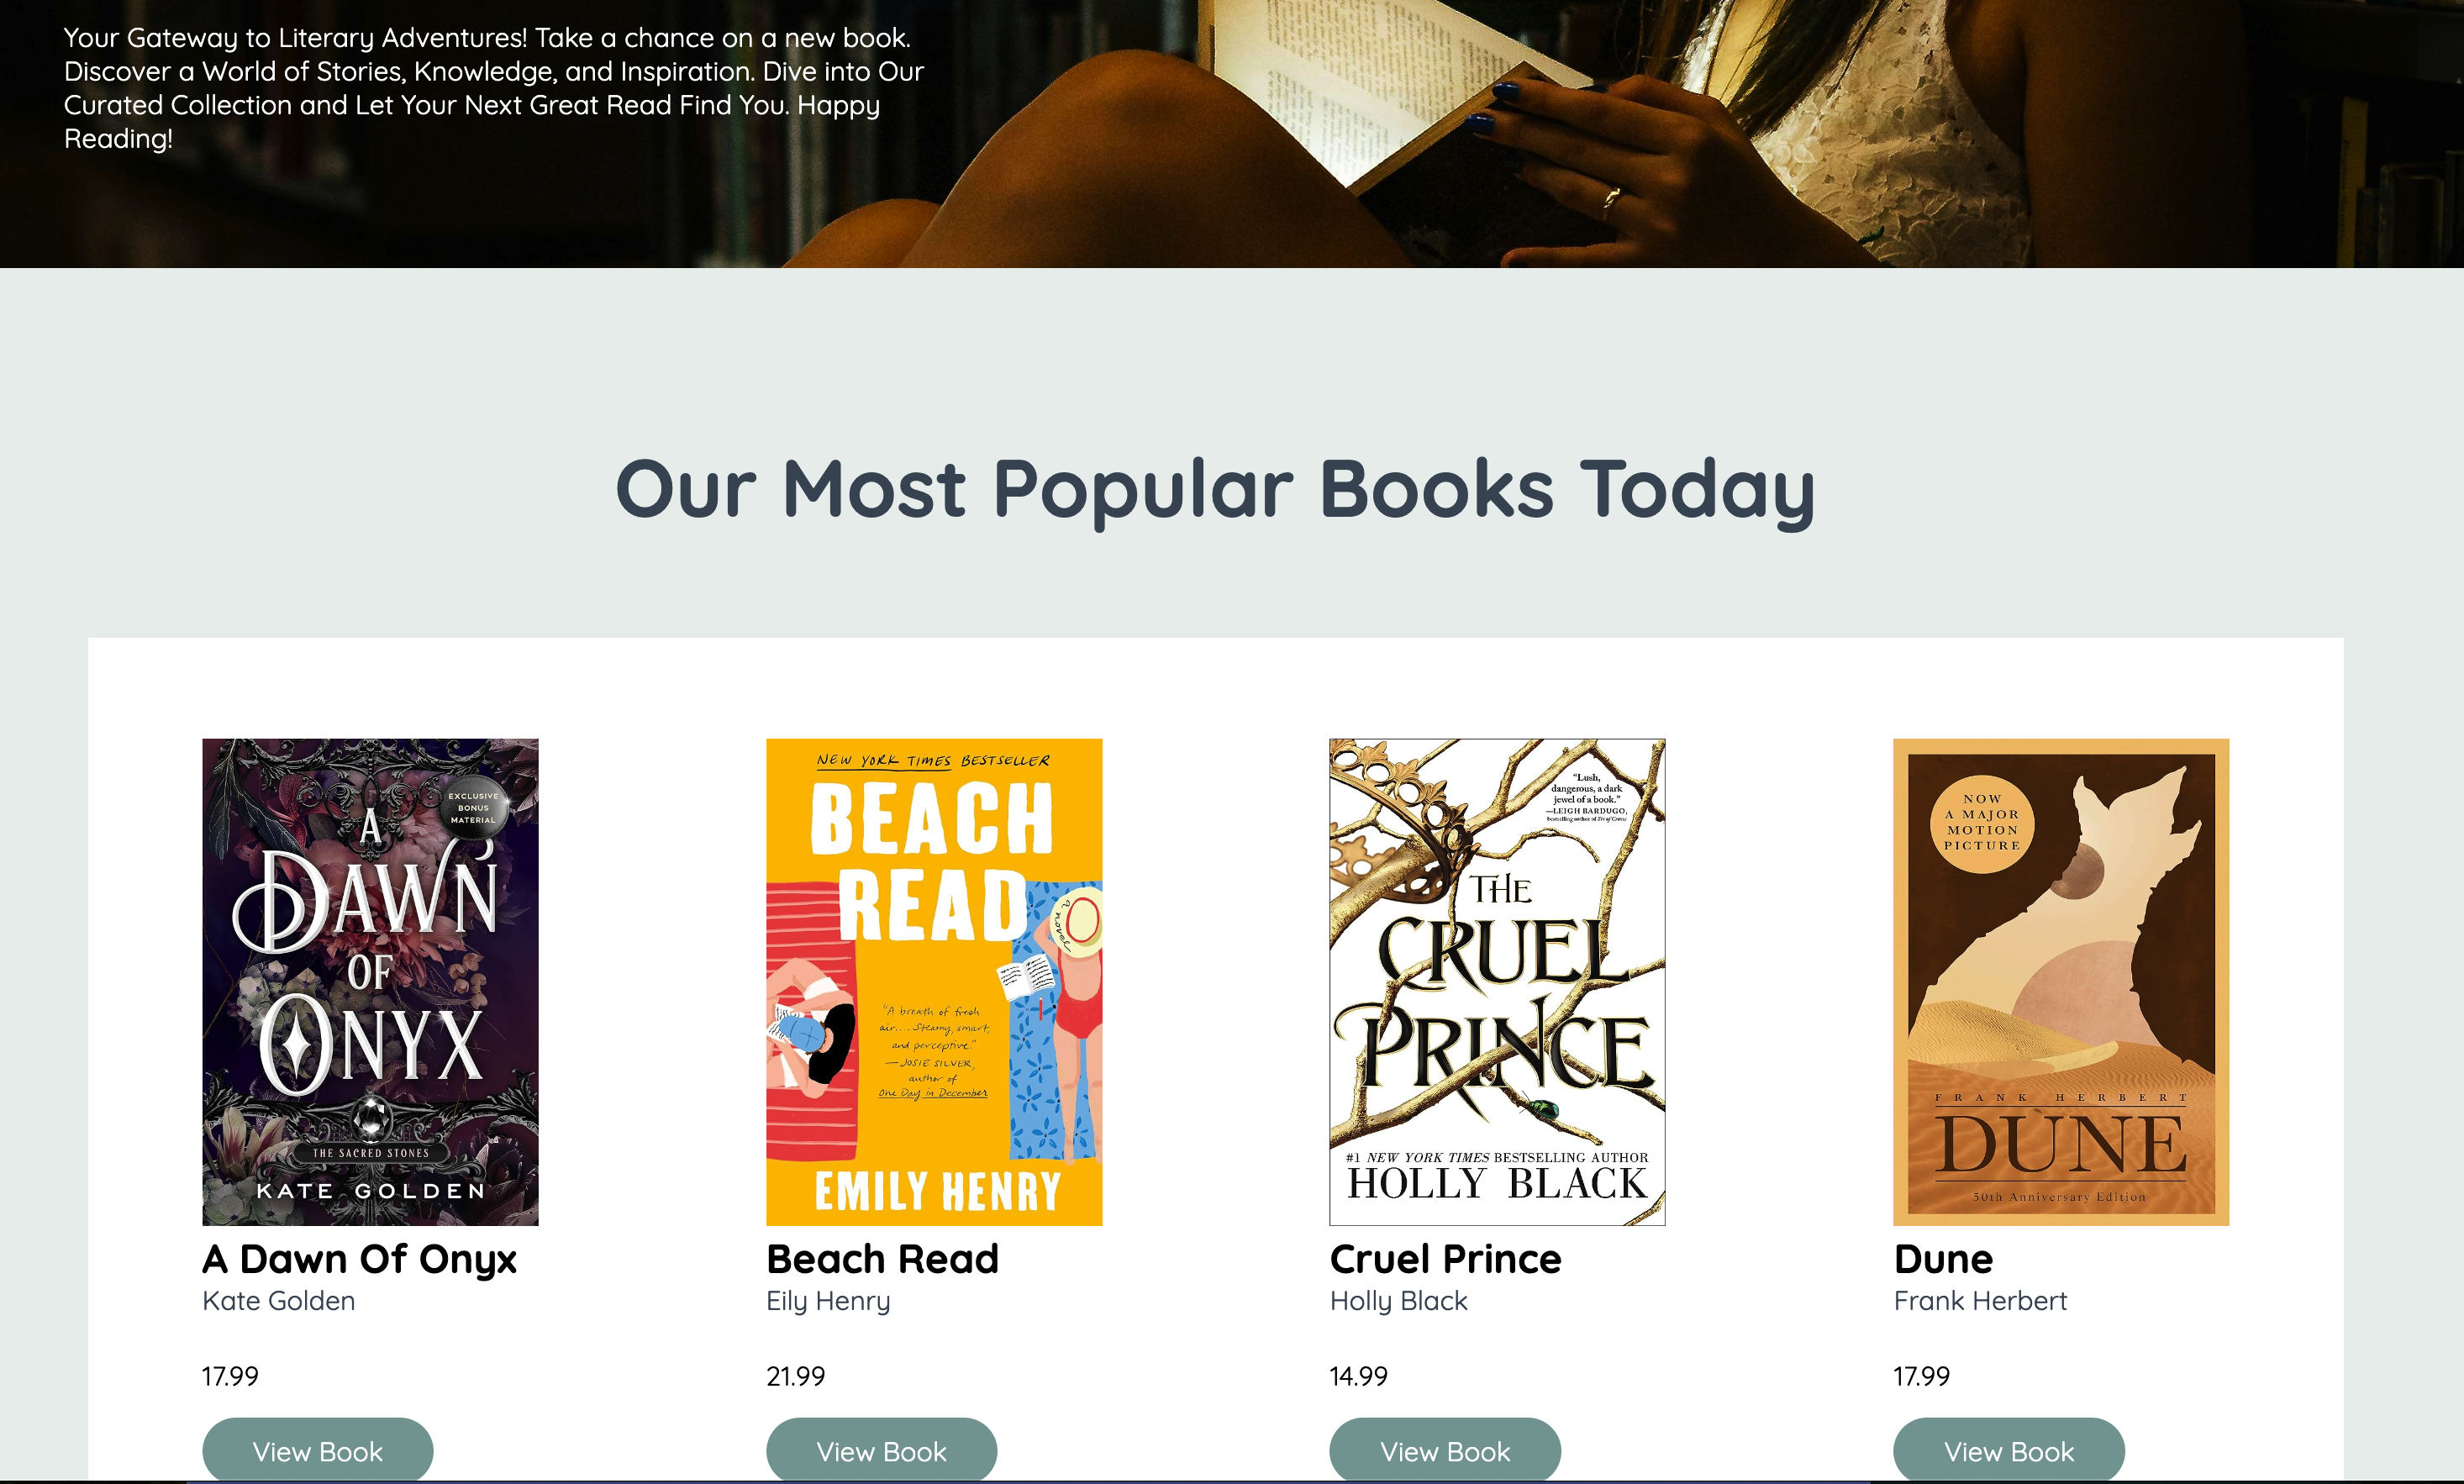 Your Gateway to Literary Adventures! Take a chance on a new book.
Discover a World of Stories, Knowledge, and Inspiration. Dive into Our
Curated Collection and Let Your Next Great Read Find You. Happy
Reading!
Our Most Popular Books Today
EXCLUSIVE
BONUS
MATERIAL
A
DAWN
OF
ONYX
THE SACRED STONES
KATE GOLDEN
NEW YORK TIMES BESTSELLER
BEACH
READ
a novel
"A breath of fresh
air.... Steamy, smart,
and perceptive."
—JOSIE SILVER,
author of
One Day in December
EMILY HENRY
"Lush,
dangerous, a dark
jewel of a book."
—LEIGH BARDUGO,
bestselling author of Six of Crows
THE
CRUEL
PRINCE
#1 NEW YORK TIMES BESTSELLING AUTHOR
HOLLY BLACK
NOW
A MAJOR
MOTION
PICTURE
FRANK HERBERT
DUNE
50th Anniversary Edition
A Dawn Of Onyx
Kate Golden
17.99
View Book
Beach Read
Eily Henry
21.99
View Book
Cruel Prince
Holly Black
14.99
View Book
Dune
Frank Herbert
17.99
View Book